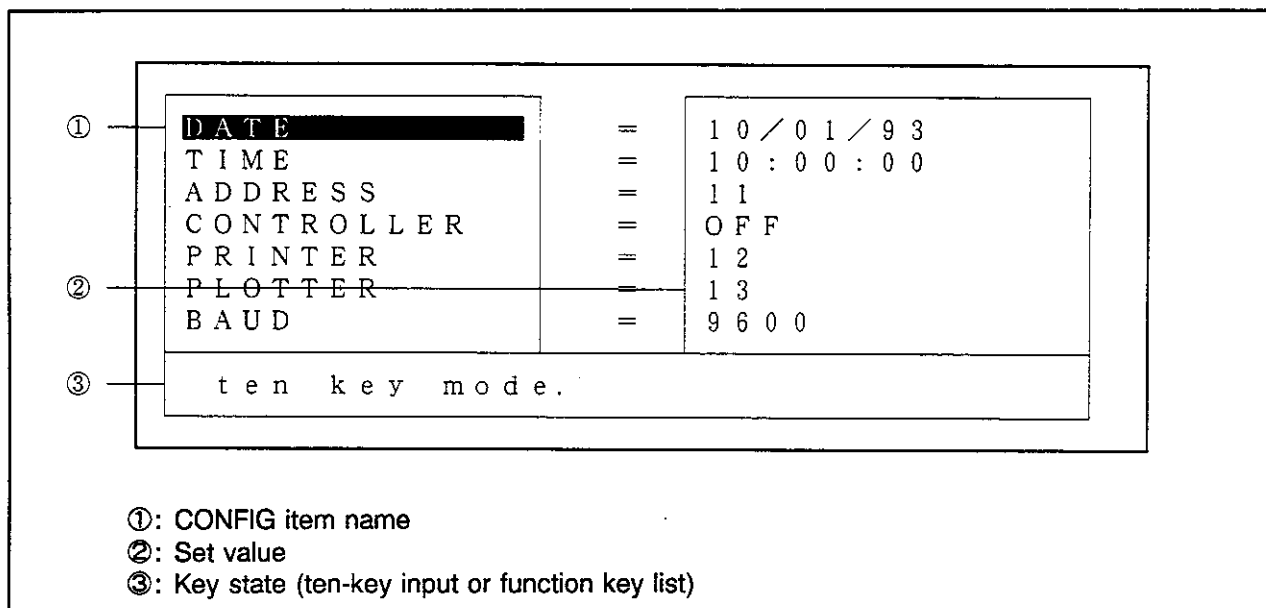 ① DATE = 10/01/93
TIME = 10:00:00
ADDRESS = 11
CONTROLLER = OFF
PRINTER = 12
② PLOTTER = 13
BAUD = 9600
③ ten key mode.
①: CONFIG item name
②: Set value
③: Key state (ten-key input or function key list)